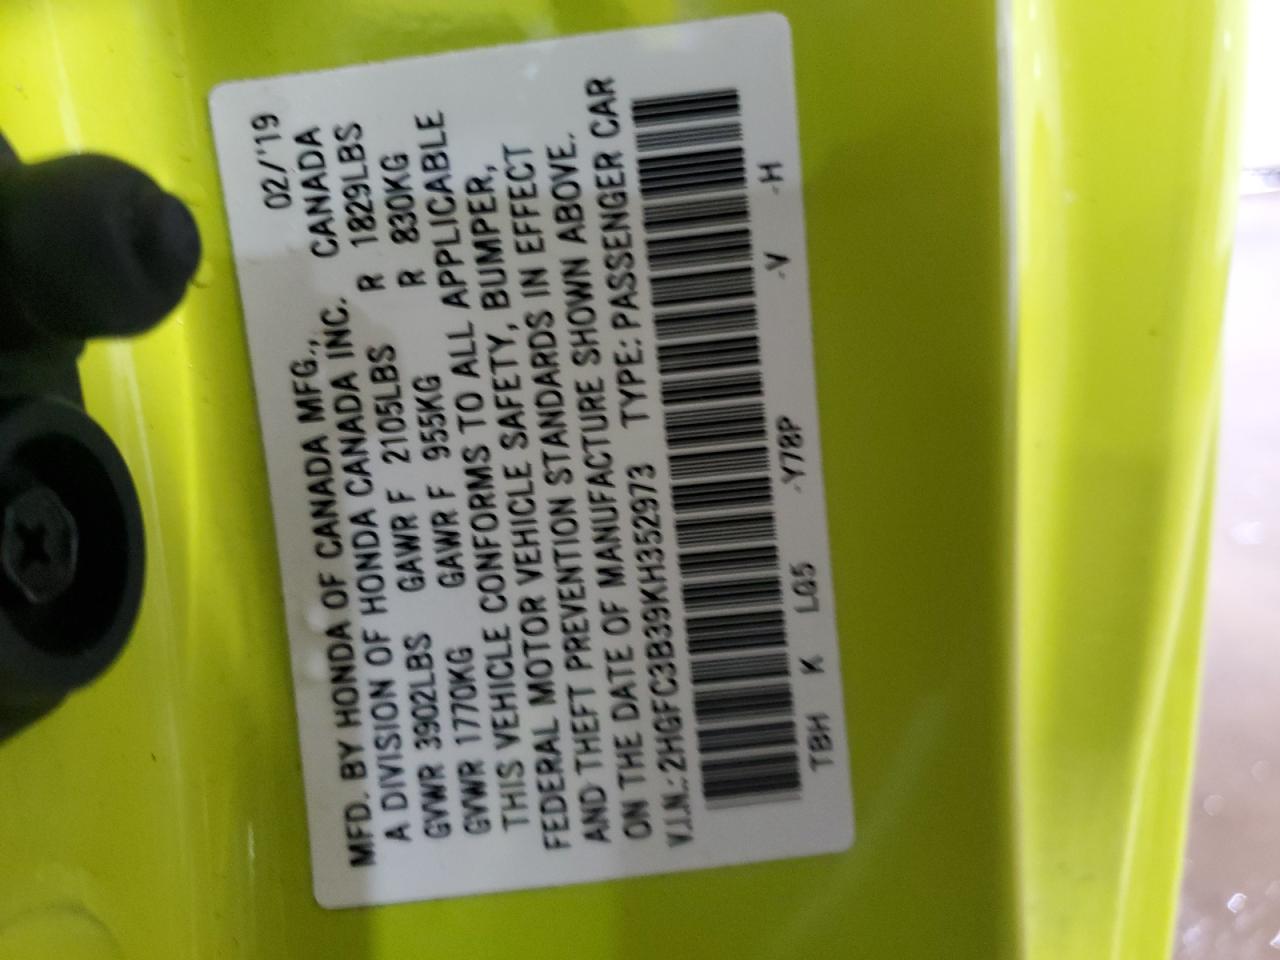 MFD. BY HONDA OF CANADA MFG., 02/'19
A DIVISION OF HONDA CANADA INC. CANADA
GVWR 3902LBS GAWR F 2105LBS R 1829LBS
GVWR 1770KG GAWR F 955KG R 830KG
THIS VEHICLE CONFORMS TO ALL APPLICABLE
FEDERAL MOTOR VEHICLE SAFETY, BUMPER,
AND THEFT PREVENTION STANDARDS IN EFFECT
ON THE DATE OF MANUFACTURE SHOWN ABOVE.
V.I.N.: 2HGFC3B39KH352973 TYPE: PASSENGER CAR
TBH K LG5 -Y78P -V -H